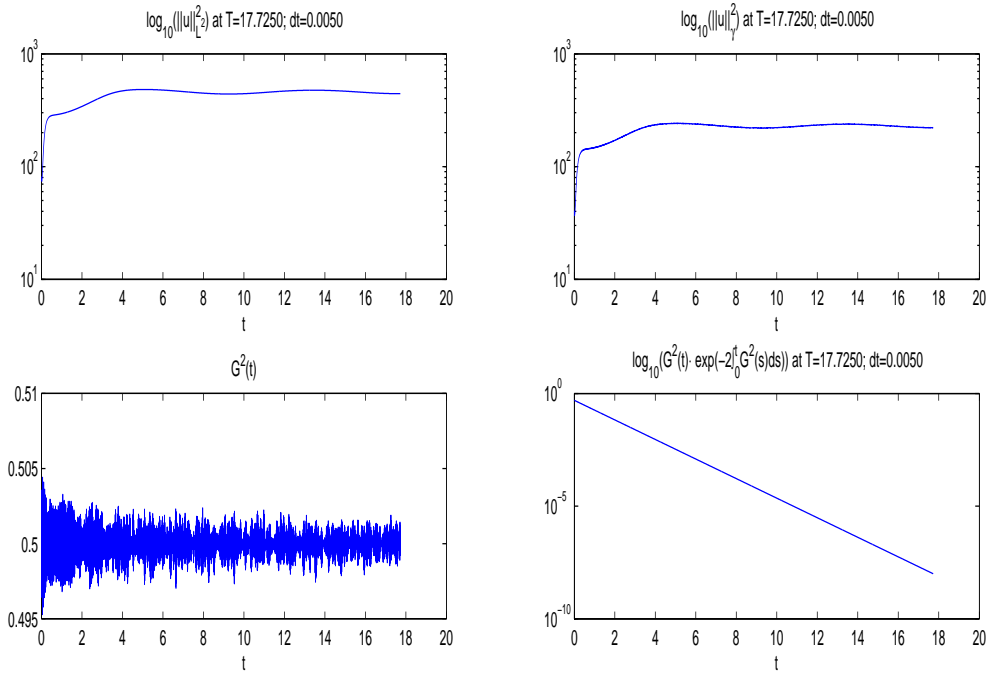 log₁₀(||u||²_L²) at T=17.7250; dt=0.0050
10³
10²
10¹
0 2 4 6 8 10 12 14 16 18 20
t
log₁₀(||u||²_γ) at T=17.7250; dt=0.0050
10³
10²
10¹
0 2 4 6 8 10 12 14 16 18 20
t
G²(t)
0.51
0.505
0.5
0.495
0 2 4 6 8 10 12 14 16 18 20
t
log₁₀(G²(t)· exp(−2∫₀ᵗG²(s)ds)) at T=17.7250; dt=0.0050
10⁰
10⁻⁵
10⁻¹⁰
0 2 4 6 8 10 12 14 16 18 20
t